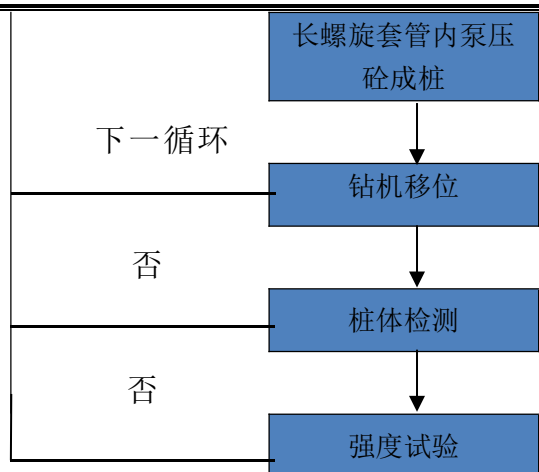 长螺旋套管内泵压
砼成桩
下一循环
钻机移位
否
桩体检测
否
强度试验